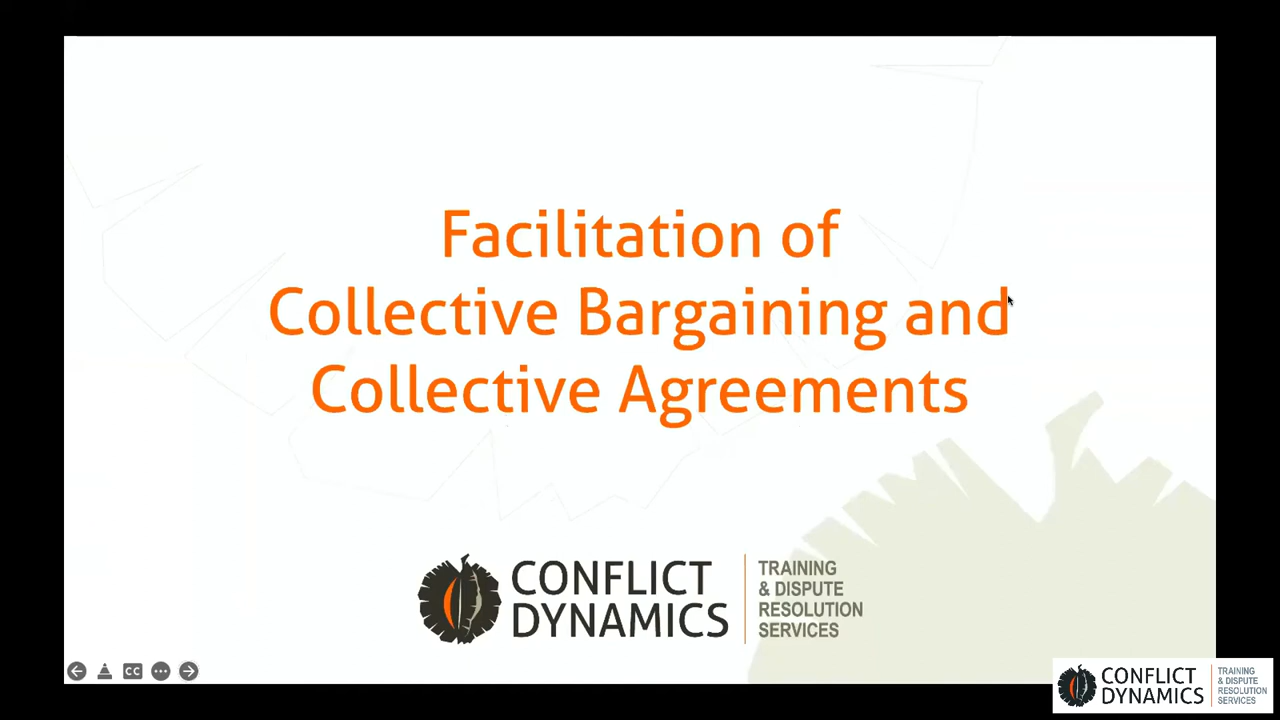 Facilitation of
Collective Bargaining and
Collective Agreements
CONFLICT
DYNAMICS
TRAINING
& DISPUTE
RESOLUTION
SERVICES
CC
CONFLICT
DYNAMICS
TRAINING
& DISPUTE
RESOLUTION
SERVICES